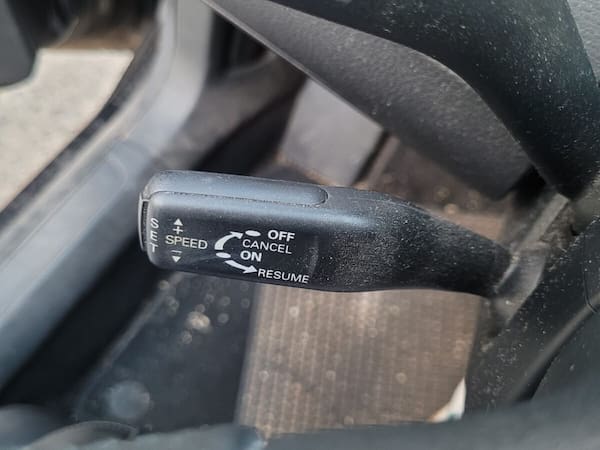 SET
+
SPEED
−
OFF
CANCEL
ON
RESUME